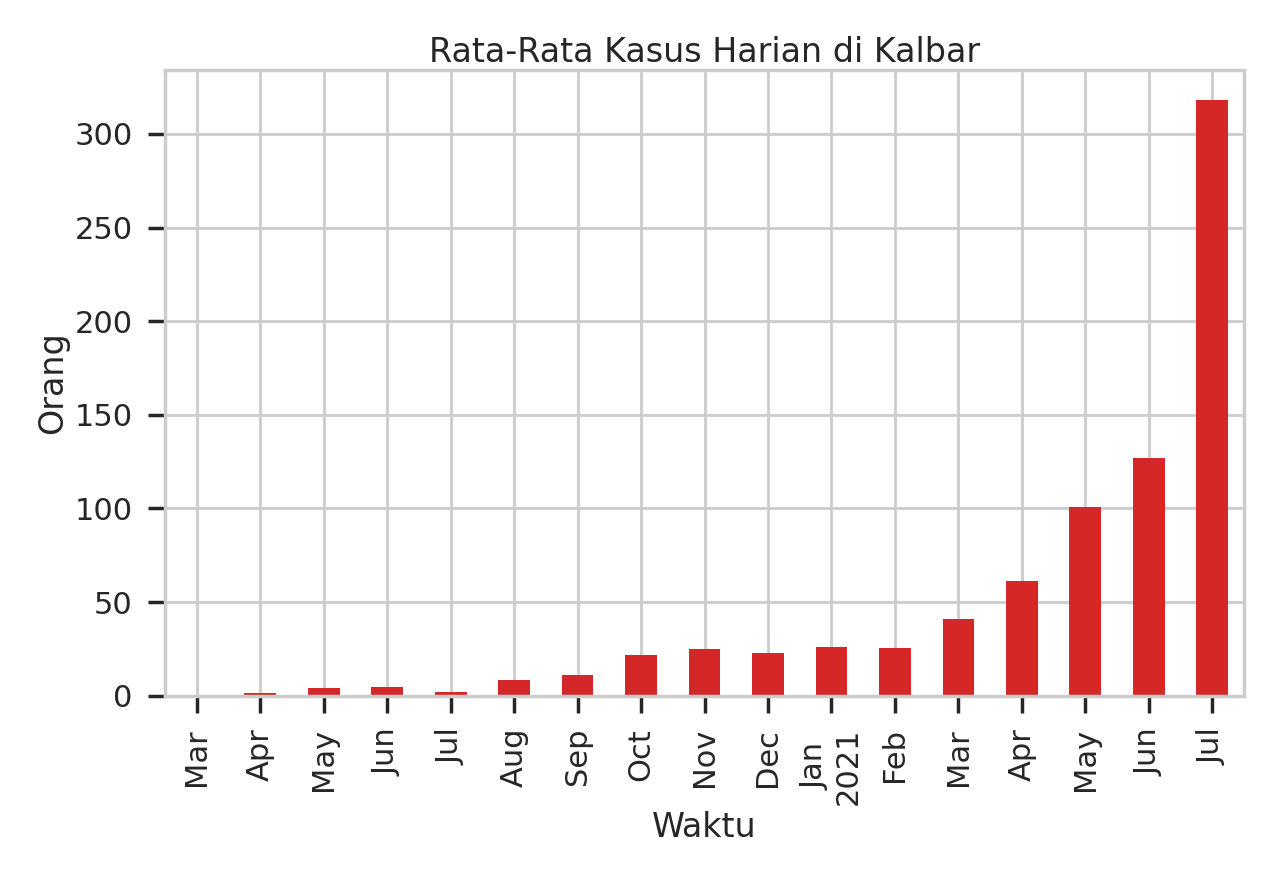 Rata-Rata Kasus Harian di Kalbar
Orang
300
250
200
150
100
50
0
Mar
Apr
May
Jun
Jul
Aug
Sep
Oct
Nov
Dec
Jan
2021
Feb
Mar
Apr
May
Jun
Jul
Waktu